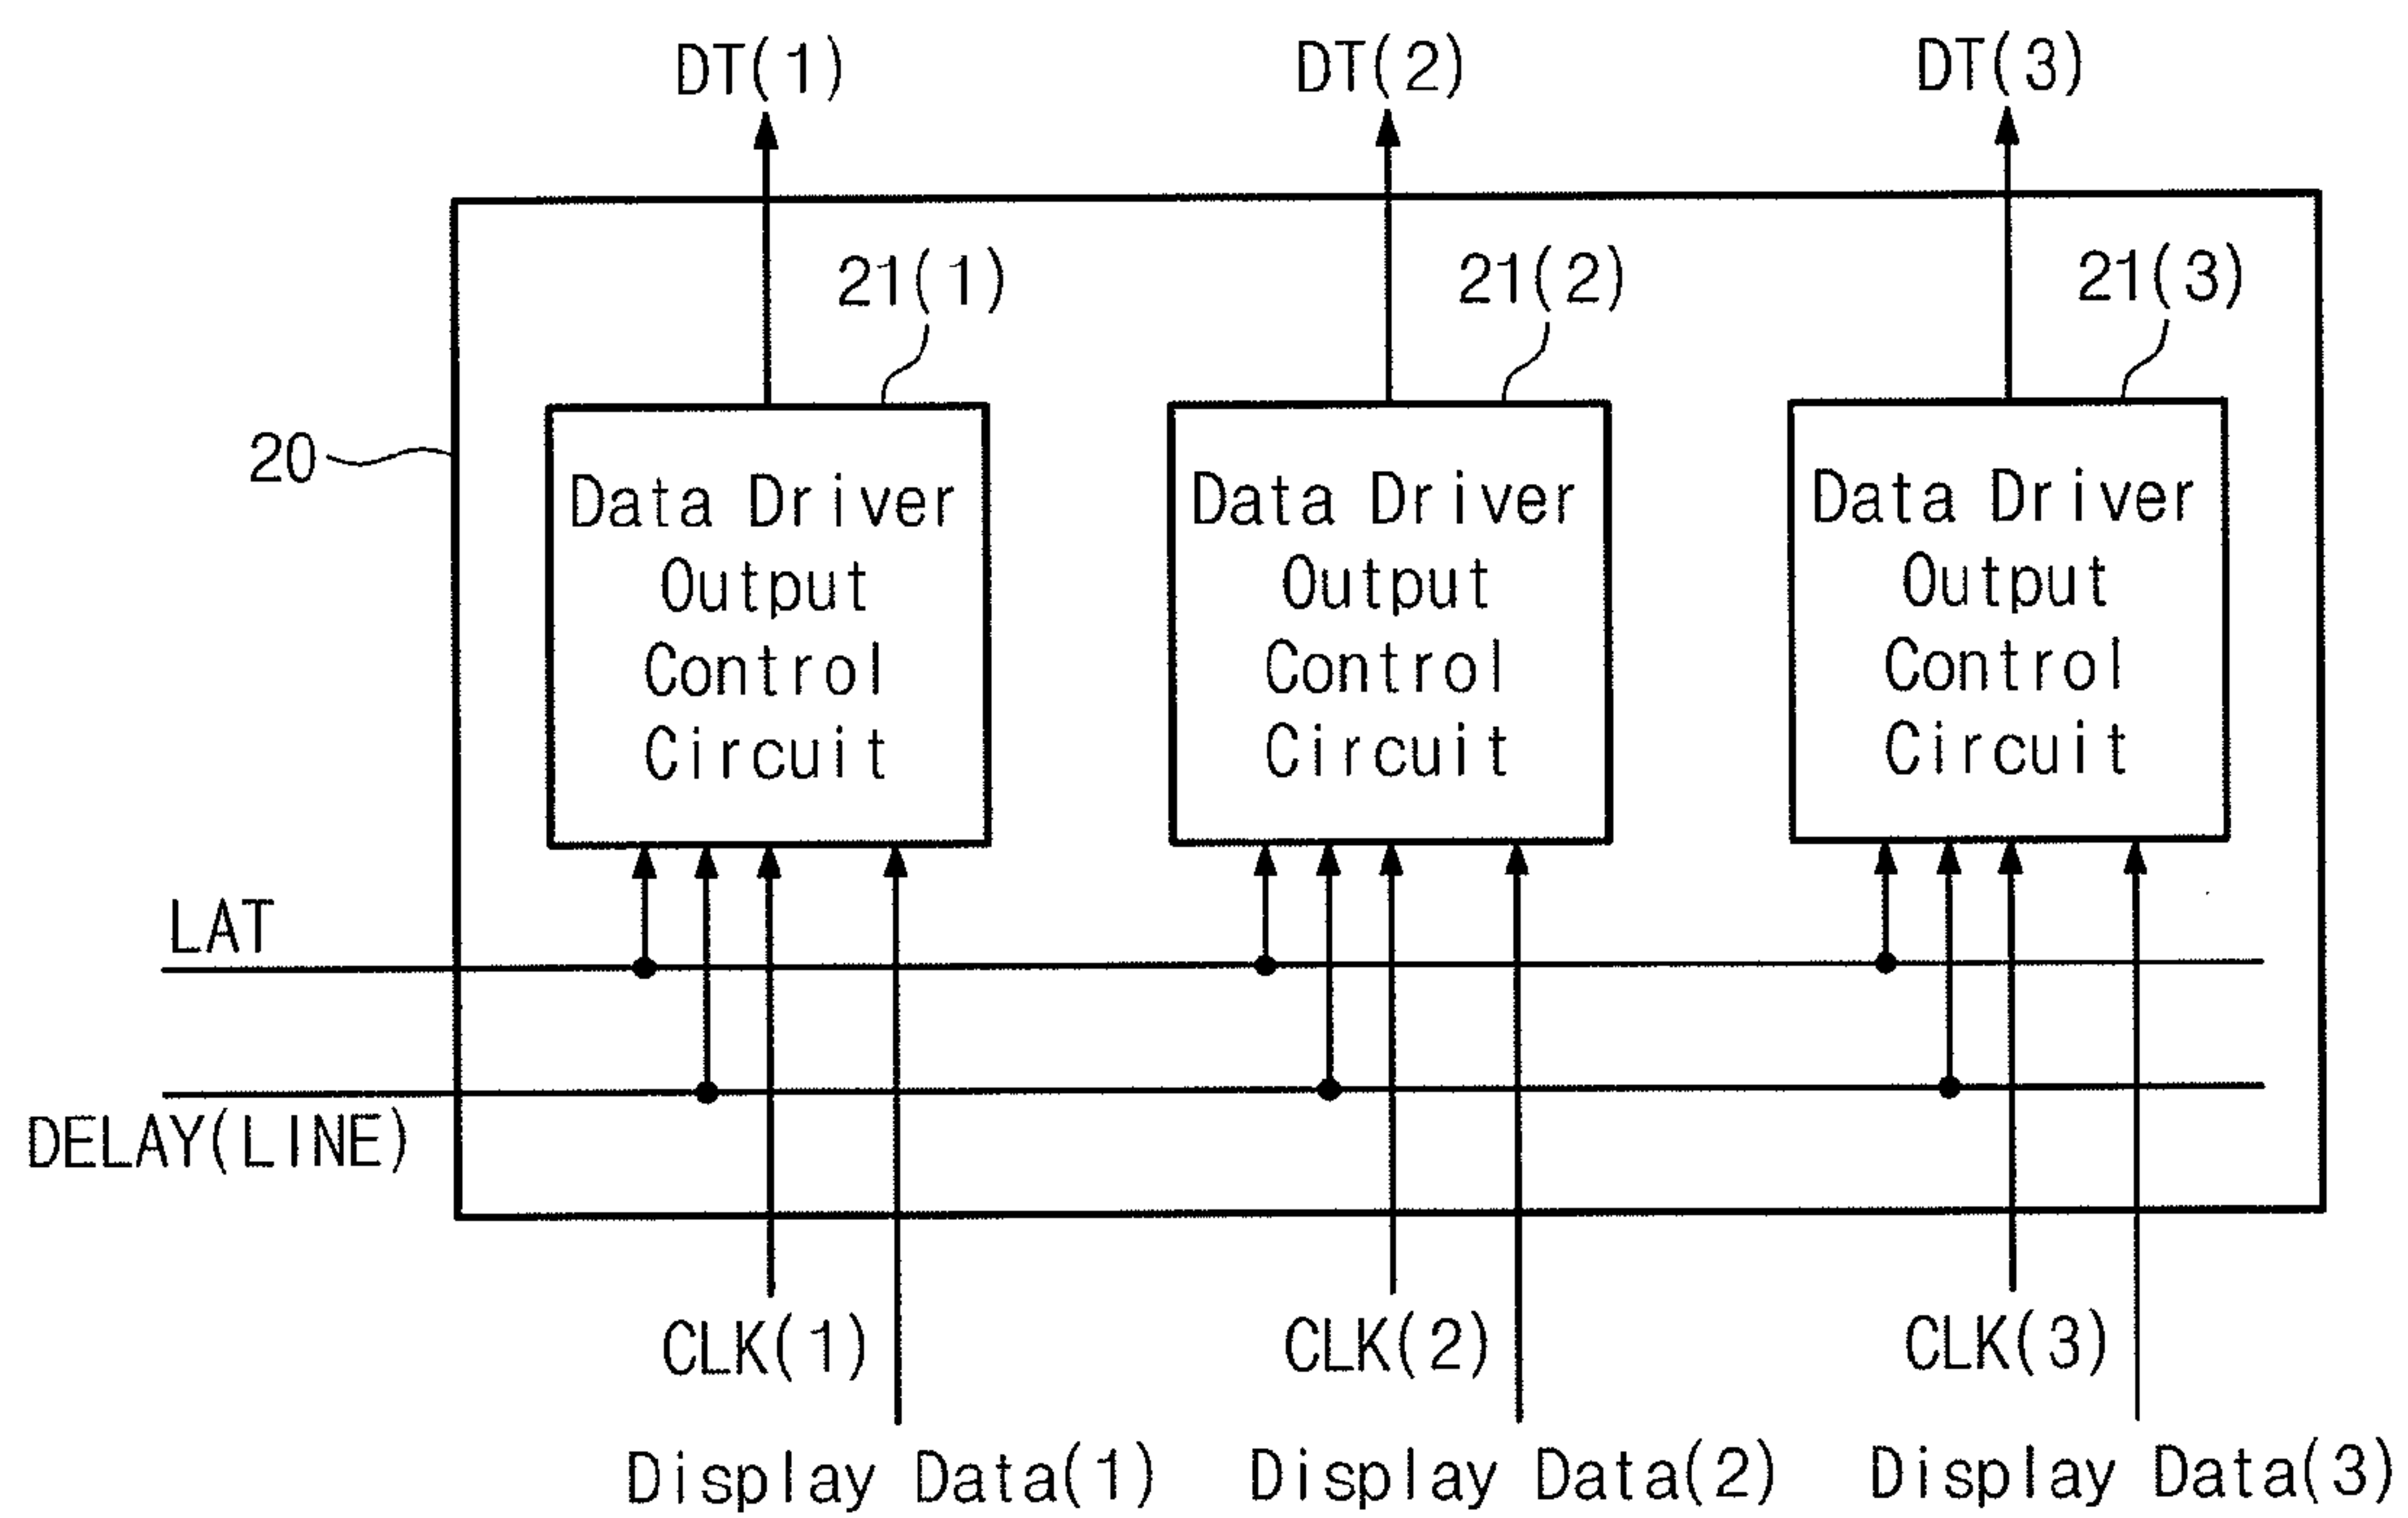 DT(1) DT(2) DT(3)
21(1) 21(2) 21(3)
20
Data Driver
Output
Control
Circuit
Data Driver
Output
Control
Circuit
Data Driver
Output
Control
Circuit
LAT
DELAY(LINE)
CLK(1) CLK(2) CLK(3)
Display Data(1) Display Data(2) Display Data(3)